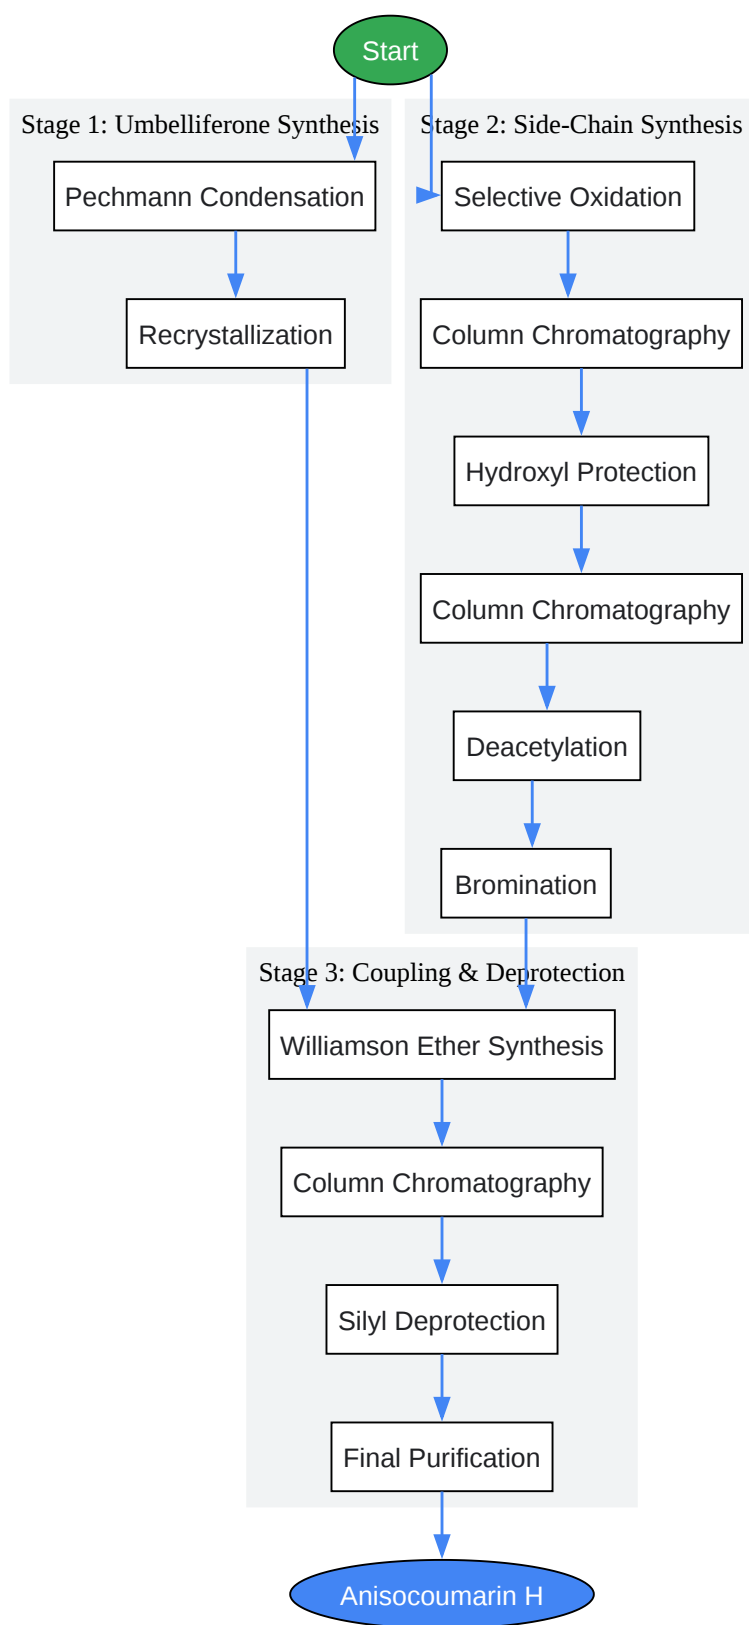 Start
Stage 1: Umbelliferone Synthesis
Pechmann Condensation
Recrystallization
Stage 2: Side-Chain Synthesis
Selective Oxidation
Column Chromatography
Hydroxyl Protection
Column Chromatography
Deacetylation
Bromination
Stage 3: Coupling & Deprotection
Williamson Ether Synthesis
Column Chromatography
Silyl Deprotection
Final Purification
Anisocoumarin H